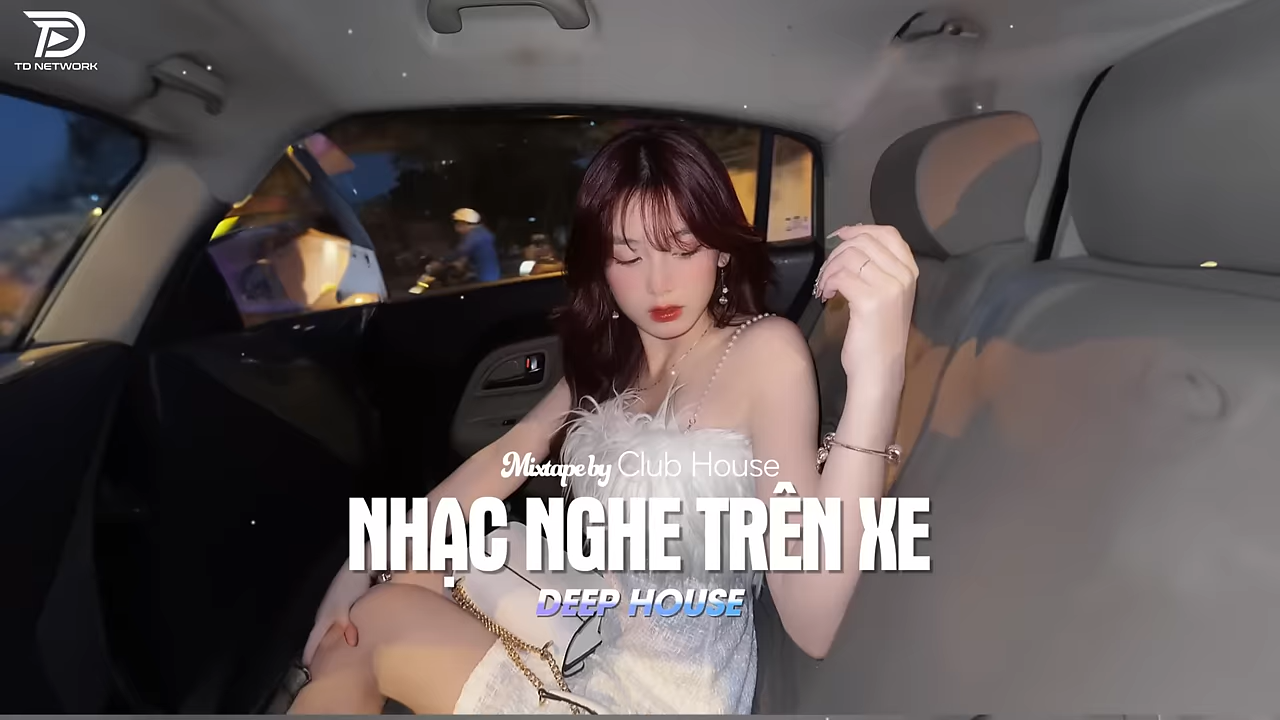 TD NETWORK
Mixtape by Club House
NHẠC NGHE TRÊN XE
DEEP HOUSE